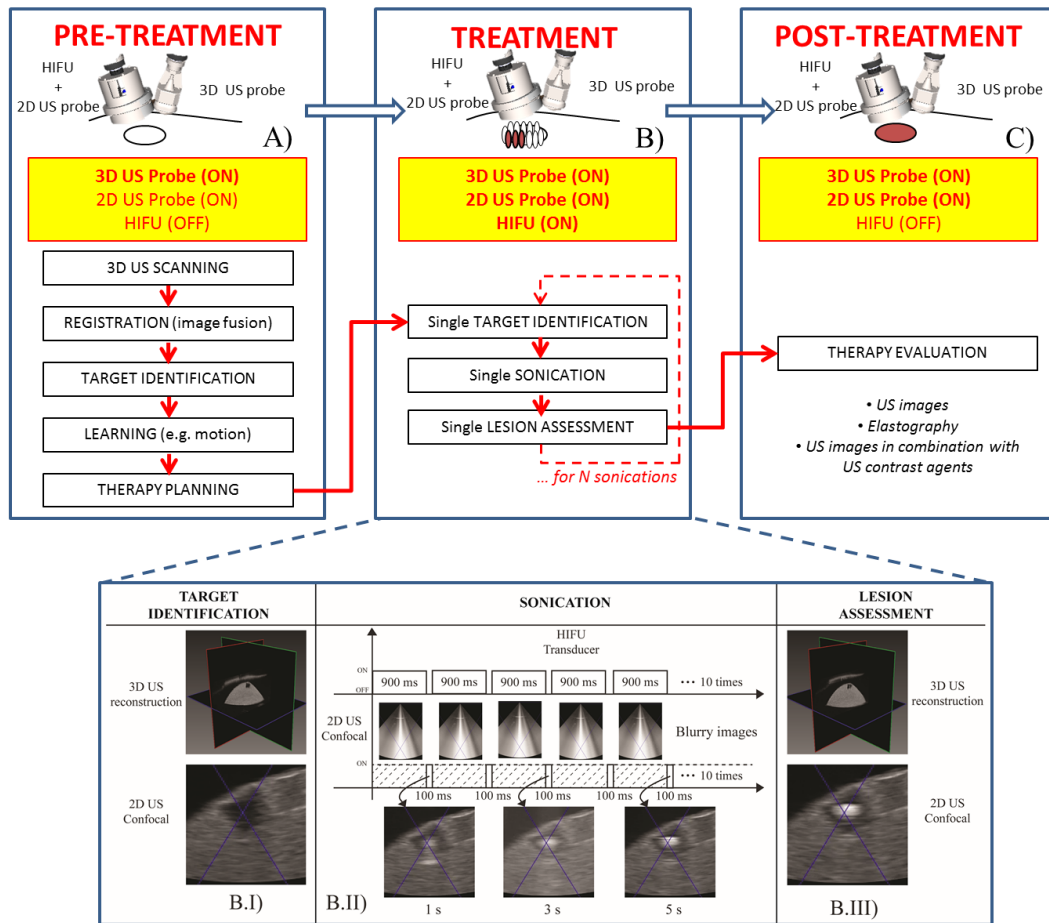 PRE-TREATMENT
HIFU
+
2D US probe
3D US probe
A)
3D US Probe (ON)
2D US Probe (ON)
HIFU (OFF)
3D US SCANNING
REGISTRATION (image fusion)
TARGET IDENTIFICATION
LEARNING (e.g. motion)
THERAPY PLANNING
TREATMENT
HIFU
+
2D US probe
3D US probe
B)
3D US Probe (ON)
2D US Probe (ON)
HIFU (ON)
Single TARGET IDENTIFICATION
Single SONICATION
Single LESION ASSESSMENT
... for N sonications
POST-TREATMENT
HIFU
+
2D US probe
3D US probe
C)
3D US Probe (ON)
2D US Probe (ON)
HIFU (OFF)
THERAPY EVALUATION
• US images
• Elastography
• US images in combination with
US contrast agents
TARGET
IDENTIFICATION
3D US
reconstruction
2D US
Confocal
B.I)
SONICATION
HIFU
Transducer
ON
OFF
900 ms
900 ms
900 ms
900 ms
900 ms
··· 10 times
2D US
Confocal
Blurry images
ON
··· 10 times
100 ms
100 ms
100 ms
100 ms
100 ms
B.II)
1 s
3 s
5 s
LESION
ASSESSMENT
3D US
reconstruction
2D US
Confocal
B.III)